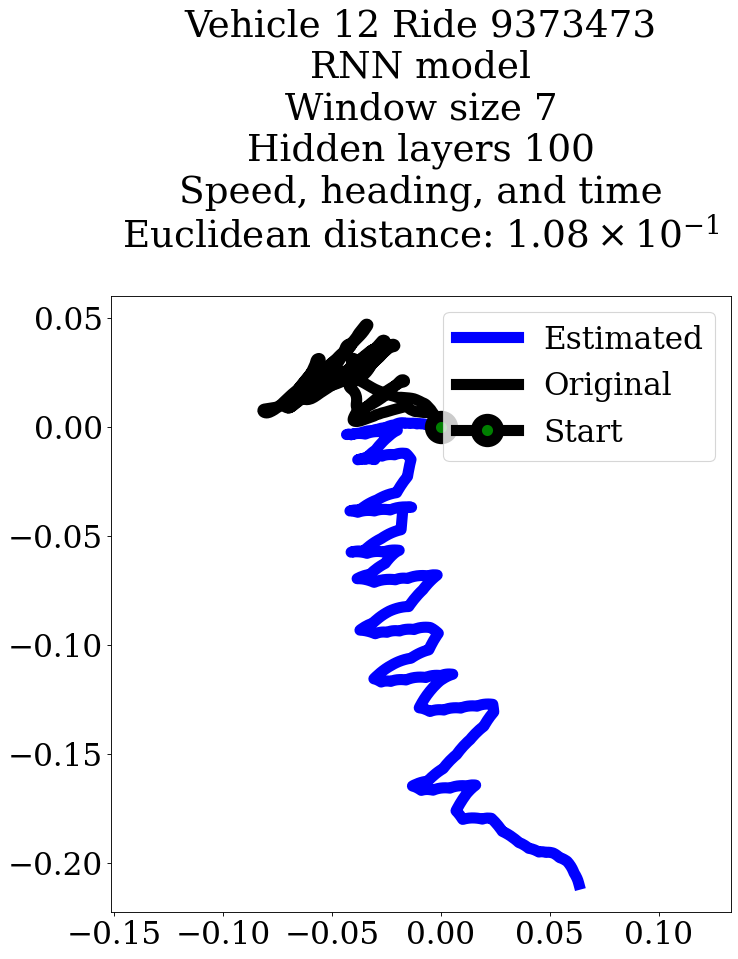 Vehicle 12 Ride 9373473
RNN model
Window size 7
Hidden layers 100
Speed, heading, and time
Euclidean distance: 1.08 × 10⁻¹
Estimated
Original
Start
0.05
0.00
−0.05
−0.10
−0.15
−0.20
−0.15 −0.10 −0.05 0.00 0.05 0.10